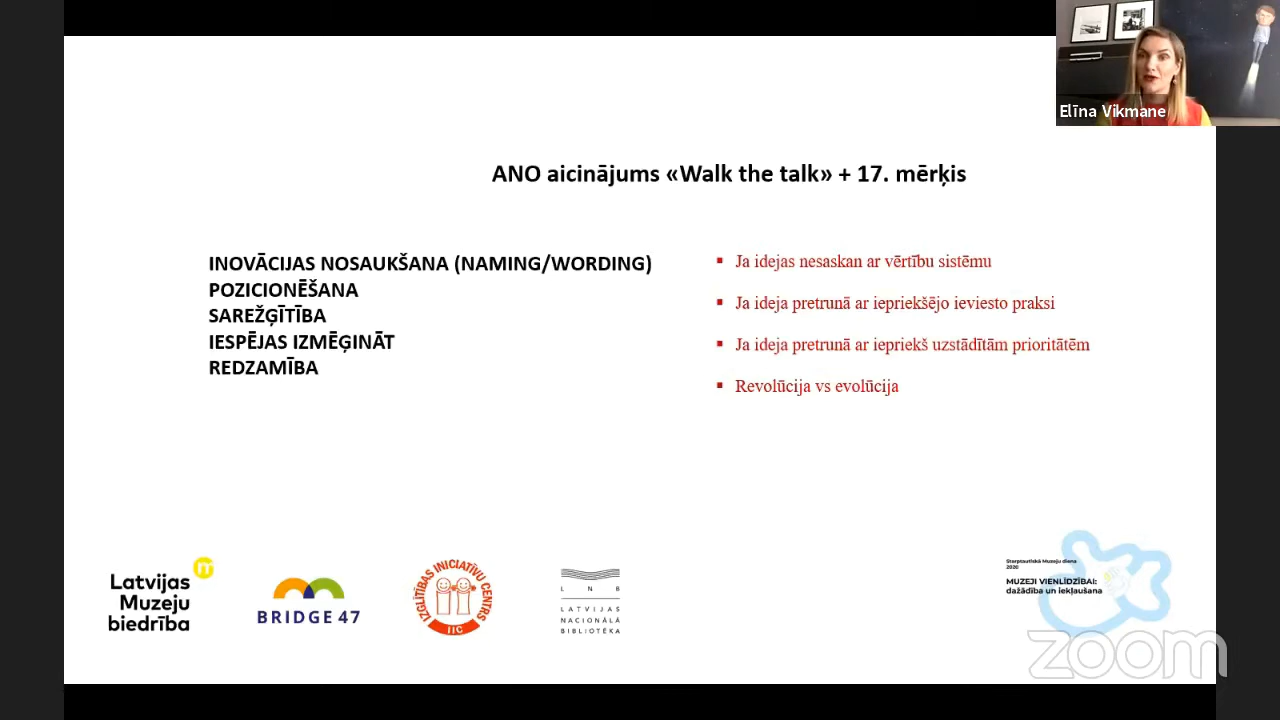 Elīna Vikmane
ANO aicinājums «Walk the talk» + 17. mērķis
INOVĀCIJAS NOSAUKŠANA (NAMING/WORDING)
POZICIONĒŠANA
SAREŽĢĪTĪBA
IESPĒJAS IZMĒĢINĀT
REDZAMĪBA
▪ Ja idejas nesaskan ar vērtību sistēmu
▪ Ja ideja pretrunā ar iepriekšējo ieviesto praksi
▪ Ja ideja pretrunā ar iepriekš uzstādītām prioritātēm
▪ Revolūcija vs evolūcija
m
Latvijas
Muzeju
biedrība
BRIDGE 47
IZGLĪTĪBAS INICIATĪVU CENTRS
IIC
L N B
LATVIJAS
NACIONĀLĀ
BIBLIOTĒKA
Starptautiskā Muzeju diena
2020
MUZEJI VIENLĪDZĪBAI:
dažādība un iekļaušana
zoom